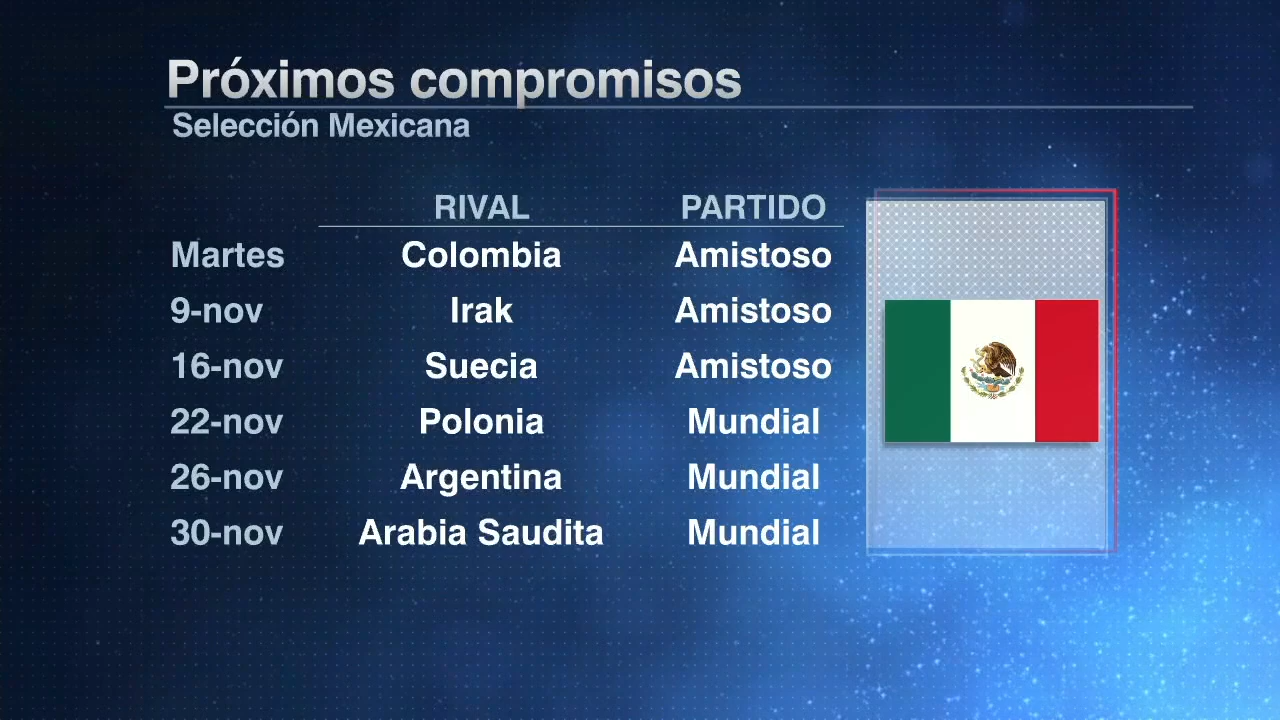 Próximos compromisos
Selección Mexicana
RIVAL PARTIDO
Martes Colombia Amistoso
9-nov Irak Amistoso
16-nov Suecia Amistoso
22-nov Polonia Mundial
26-nov Argentina Mundial
30-nov Arabia Saudita Mundial